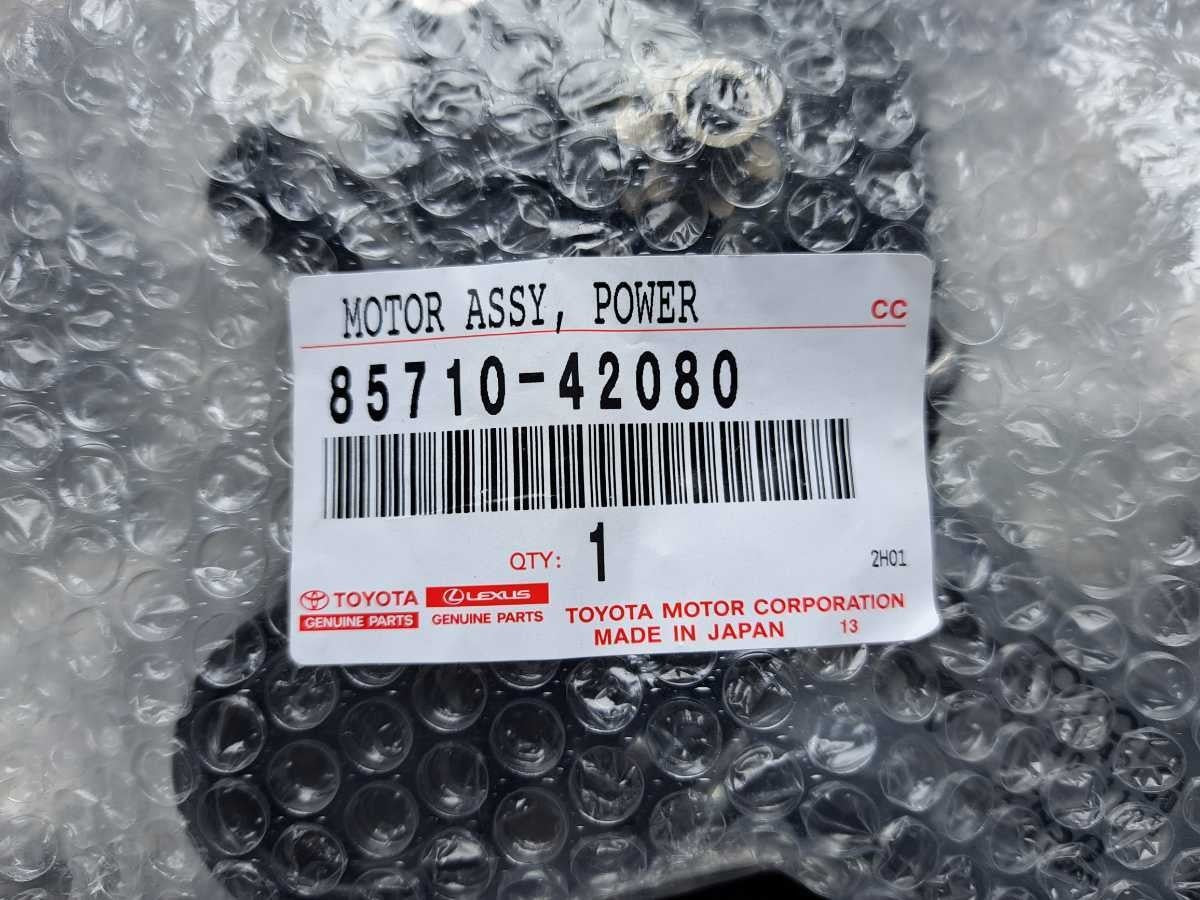 MOTOR ASSY, POWER
CC
85710-42080
QTY: 1
2H01
TOYOTA
GENUINE PARTS
LEXUS
GENUINE PARTS
TOYOTA MOTOR CORPORATION
MADE IN JAPAN 13